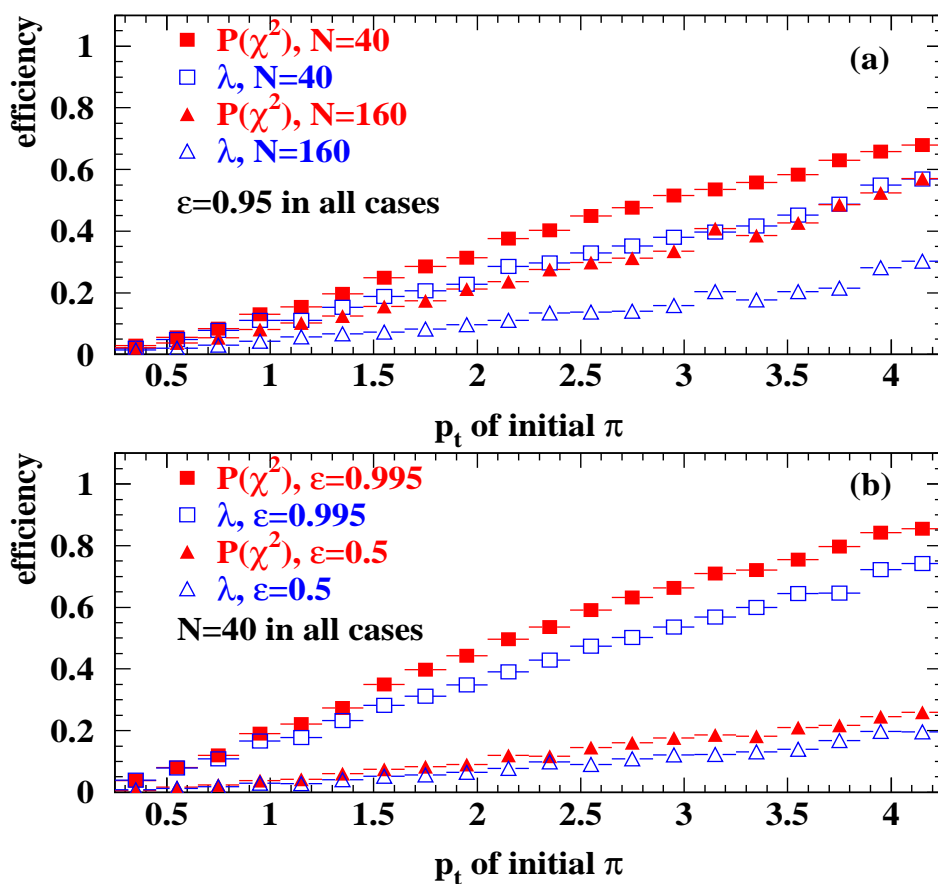 efficiency
1
0.8
0.6
0.4
0.2
0
P(χ²), N=40
λ, N=40
P(χ²), N=160
λ, N=160
ε=0.95 in all cases
(a)
0.5 1 1.5 2 2.5 3 3.5 4
pₜ of initial π
efficiency
1
0.8
0.6
0.4
0.2
0
P(χ²), ε=0.995
λ, ε=0.995
P(χ²), ε=0.5
λ, ε=0.5
N=40 in all cases
(b)
0.5 1 1.5 2 2.5 3 3.5 4
pₜ of initial π